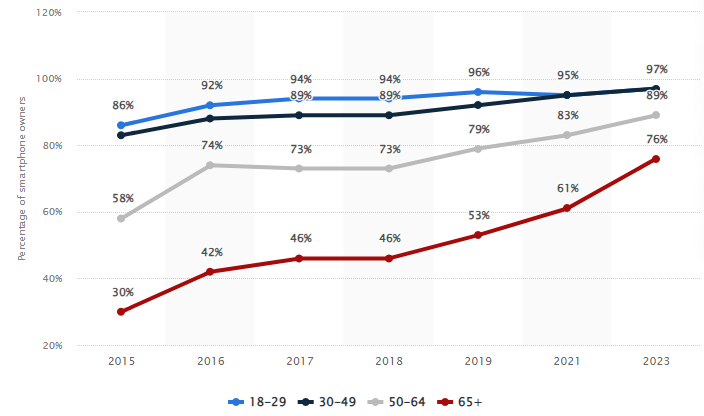 120%
100%
80%
60%
40%
20%
Percentage of smartphone owners
86% 92% 94% 94% 96% 95% 97%
89% 89% 89%
58% 74% 73% 73% 79% 83%
30% 42% 46% 46% 53% 61% 76%
2015 2016 2017 2018 2019 2021 2023
18-29 30-49 50-64 65+